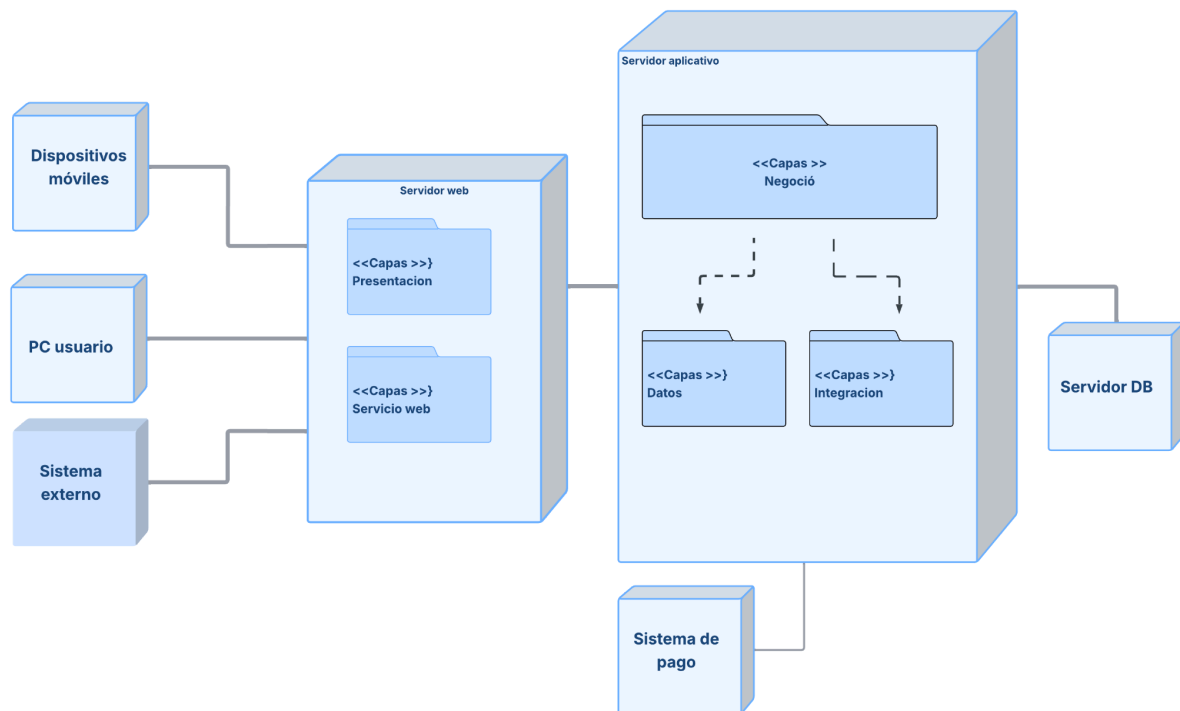 Servidor aplicativo
<<Capas >>
Negoció
Dispositivos
móviles
Servidor web
<<Capas >>}
Presentacion
PC usuario
<<Capas >>}
Servicio web
<<Capas >>}
Datos
<<Capas >>}
Integracion
Servidor DB
Sistema
externo
Sistema de
pago